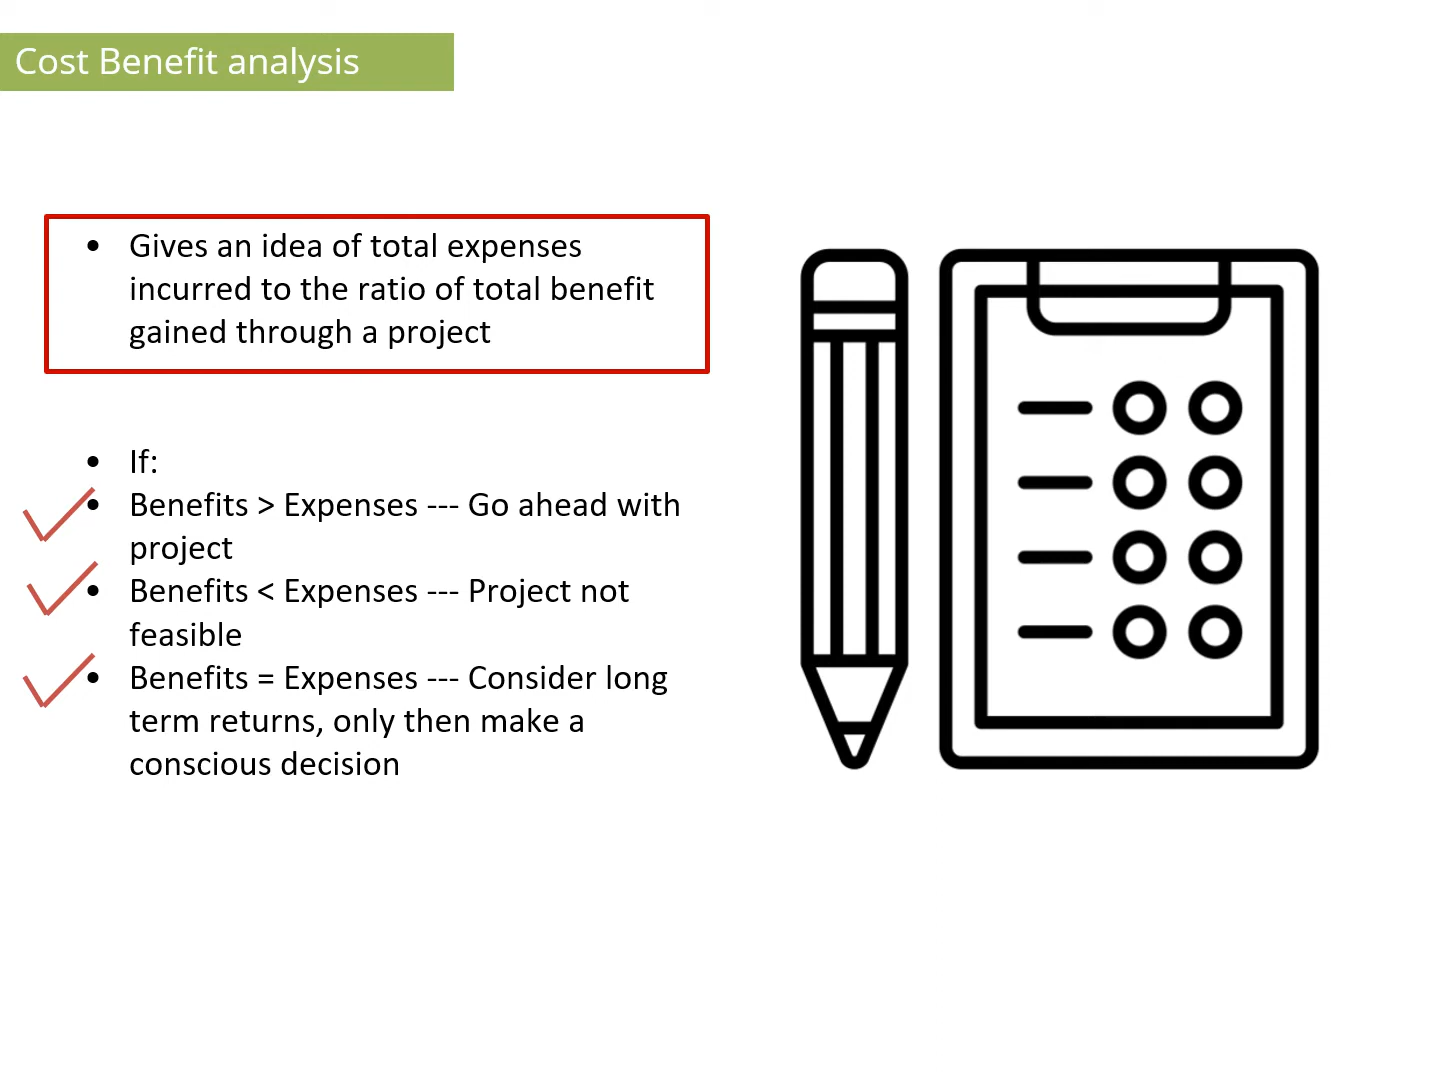 Cost Benefit analysis
• Gives an idea of total expenses
incurred to the ratio of total benefit
gained through a project
• If:
• Benefits > Expenses --- Go ahead with
project
• Benefits < Expenses --- Project not
feasible
• Benefits = Expenses --- Consider long
term returns, only then make a
conscious decision